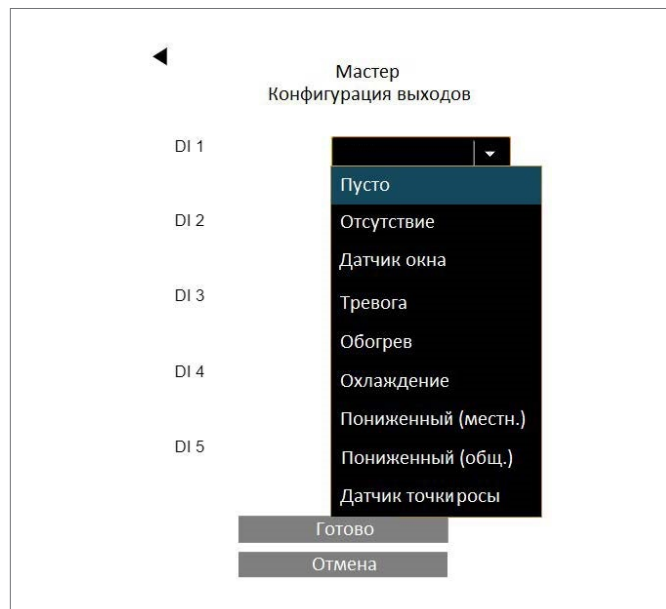 Мастер
Конфигурация выходов
DI 1
Пусто
DI 2
Отсутствие
Датчик окна
DI 3
Тревога
Обогрев
DI 4
Охлаждение
Пониженный (местн.)
DI 5
Пониженный (общ.)
Датчик точки росы
Готово
Отмена